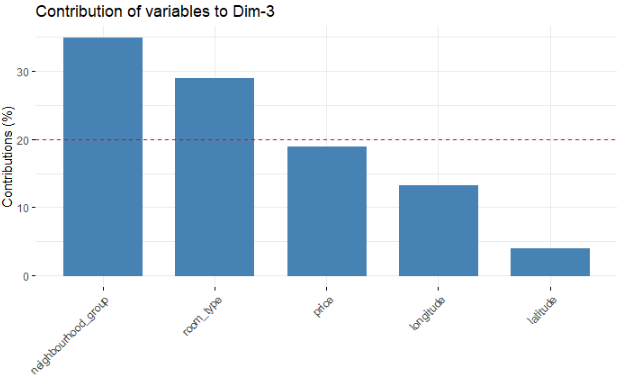 Contribution of variables to Dim-3
Contributions (%)
30
20
10
0
neighbourhood_group
room_type
price
longitude
latitude